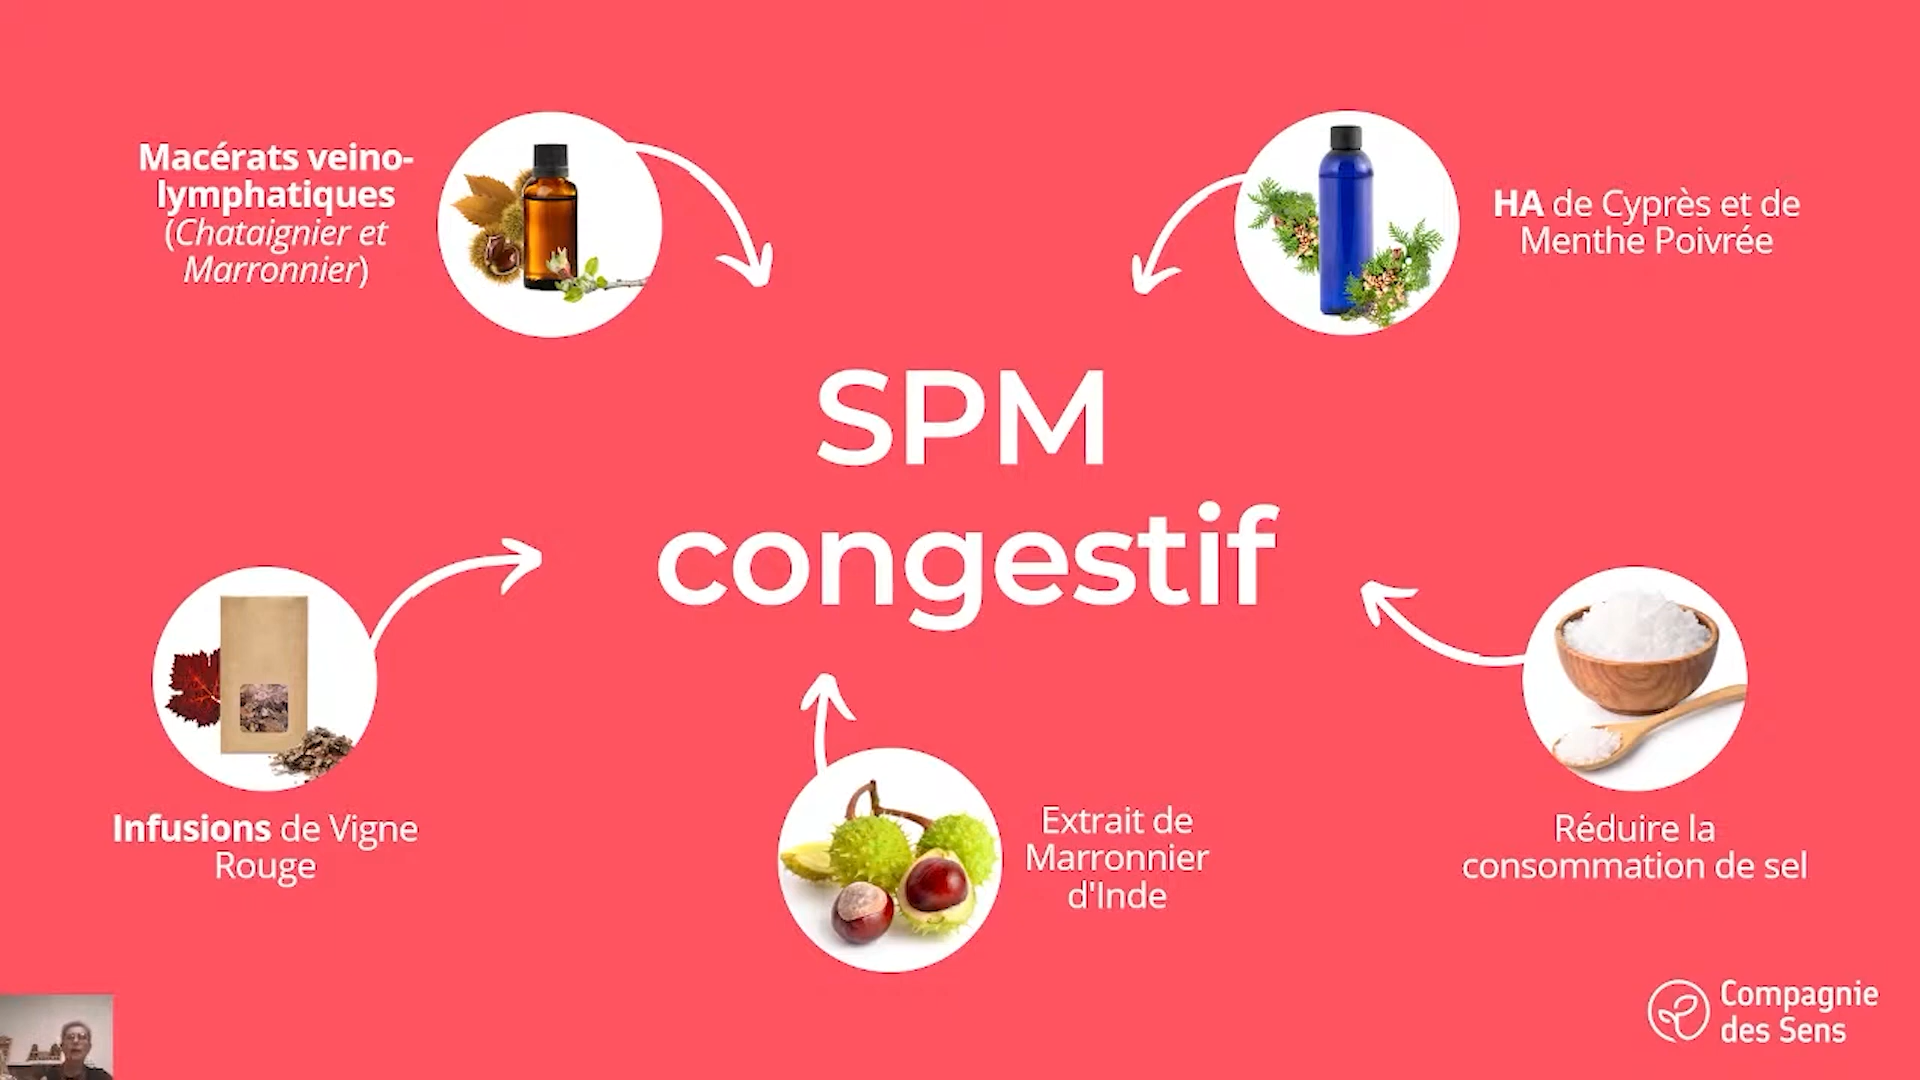 Macérats veino-
lymphatiques
(Chataignier et
Marronnier)
HA de Cyprès et de
Menthe Poivrée
SPM
congestif
Infusions de Vigne
Rouge
Extrait de
Marronnier
d'Inde
Réduire la
consommation de sel
Compagnie
des Sens